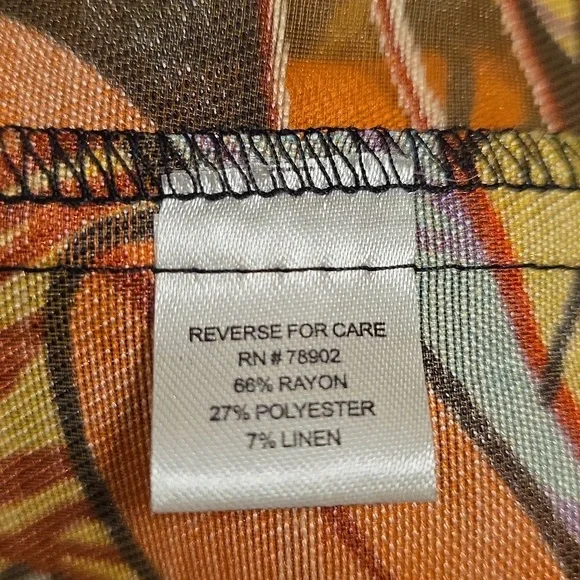 REVERSE FOR CARE
RN # 78902
66% RAYON
27% POLYESTER
7% LINEN